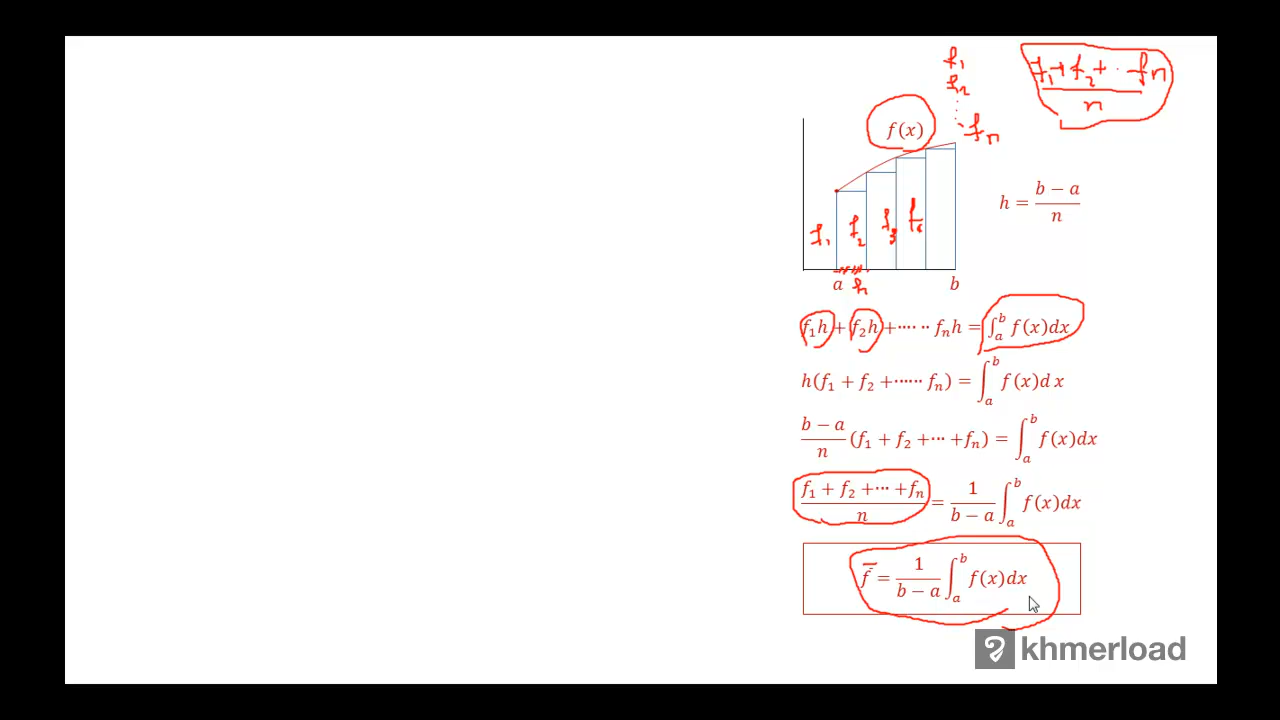 f₁
f₂
⋮
fₙ
f₁+f₂+··fₙ
n
f(x)
h = b − a / n
f₁ f₂ f₃
a h b
f₁h + f₂h + ⋯·· fₙh = ∫ₐᵇ f(x)dx
h(f₁ + f₂ + ⋯⋯ fₙ) = ∫ₐᵇ f(x)dx
b − a / n (f₁ + f₂ + ⋯ + fₙ) = ∫ₐᵇ f(x)dx
f₁ + f₂ + ⋯ + fₙ / n = 1 / b − a ∫ₐᵇ f(x)dx
f̄ = 1 / b − a ∫ₐᵇ f(x)dx
khmerload